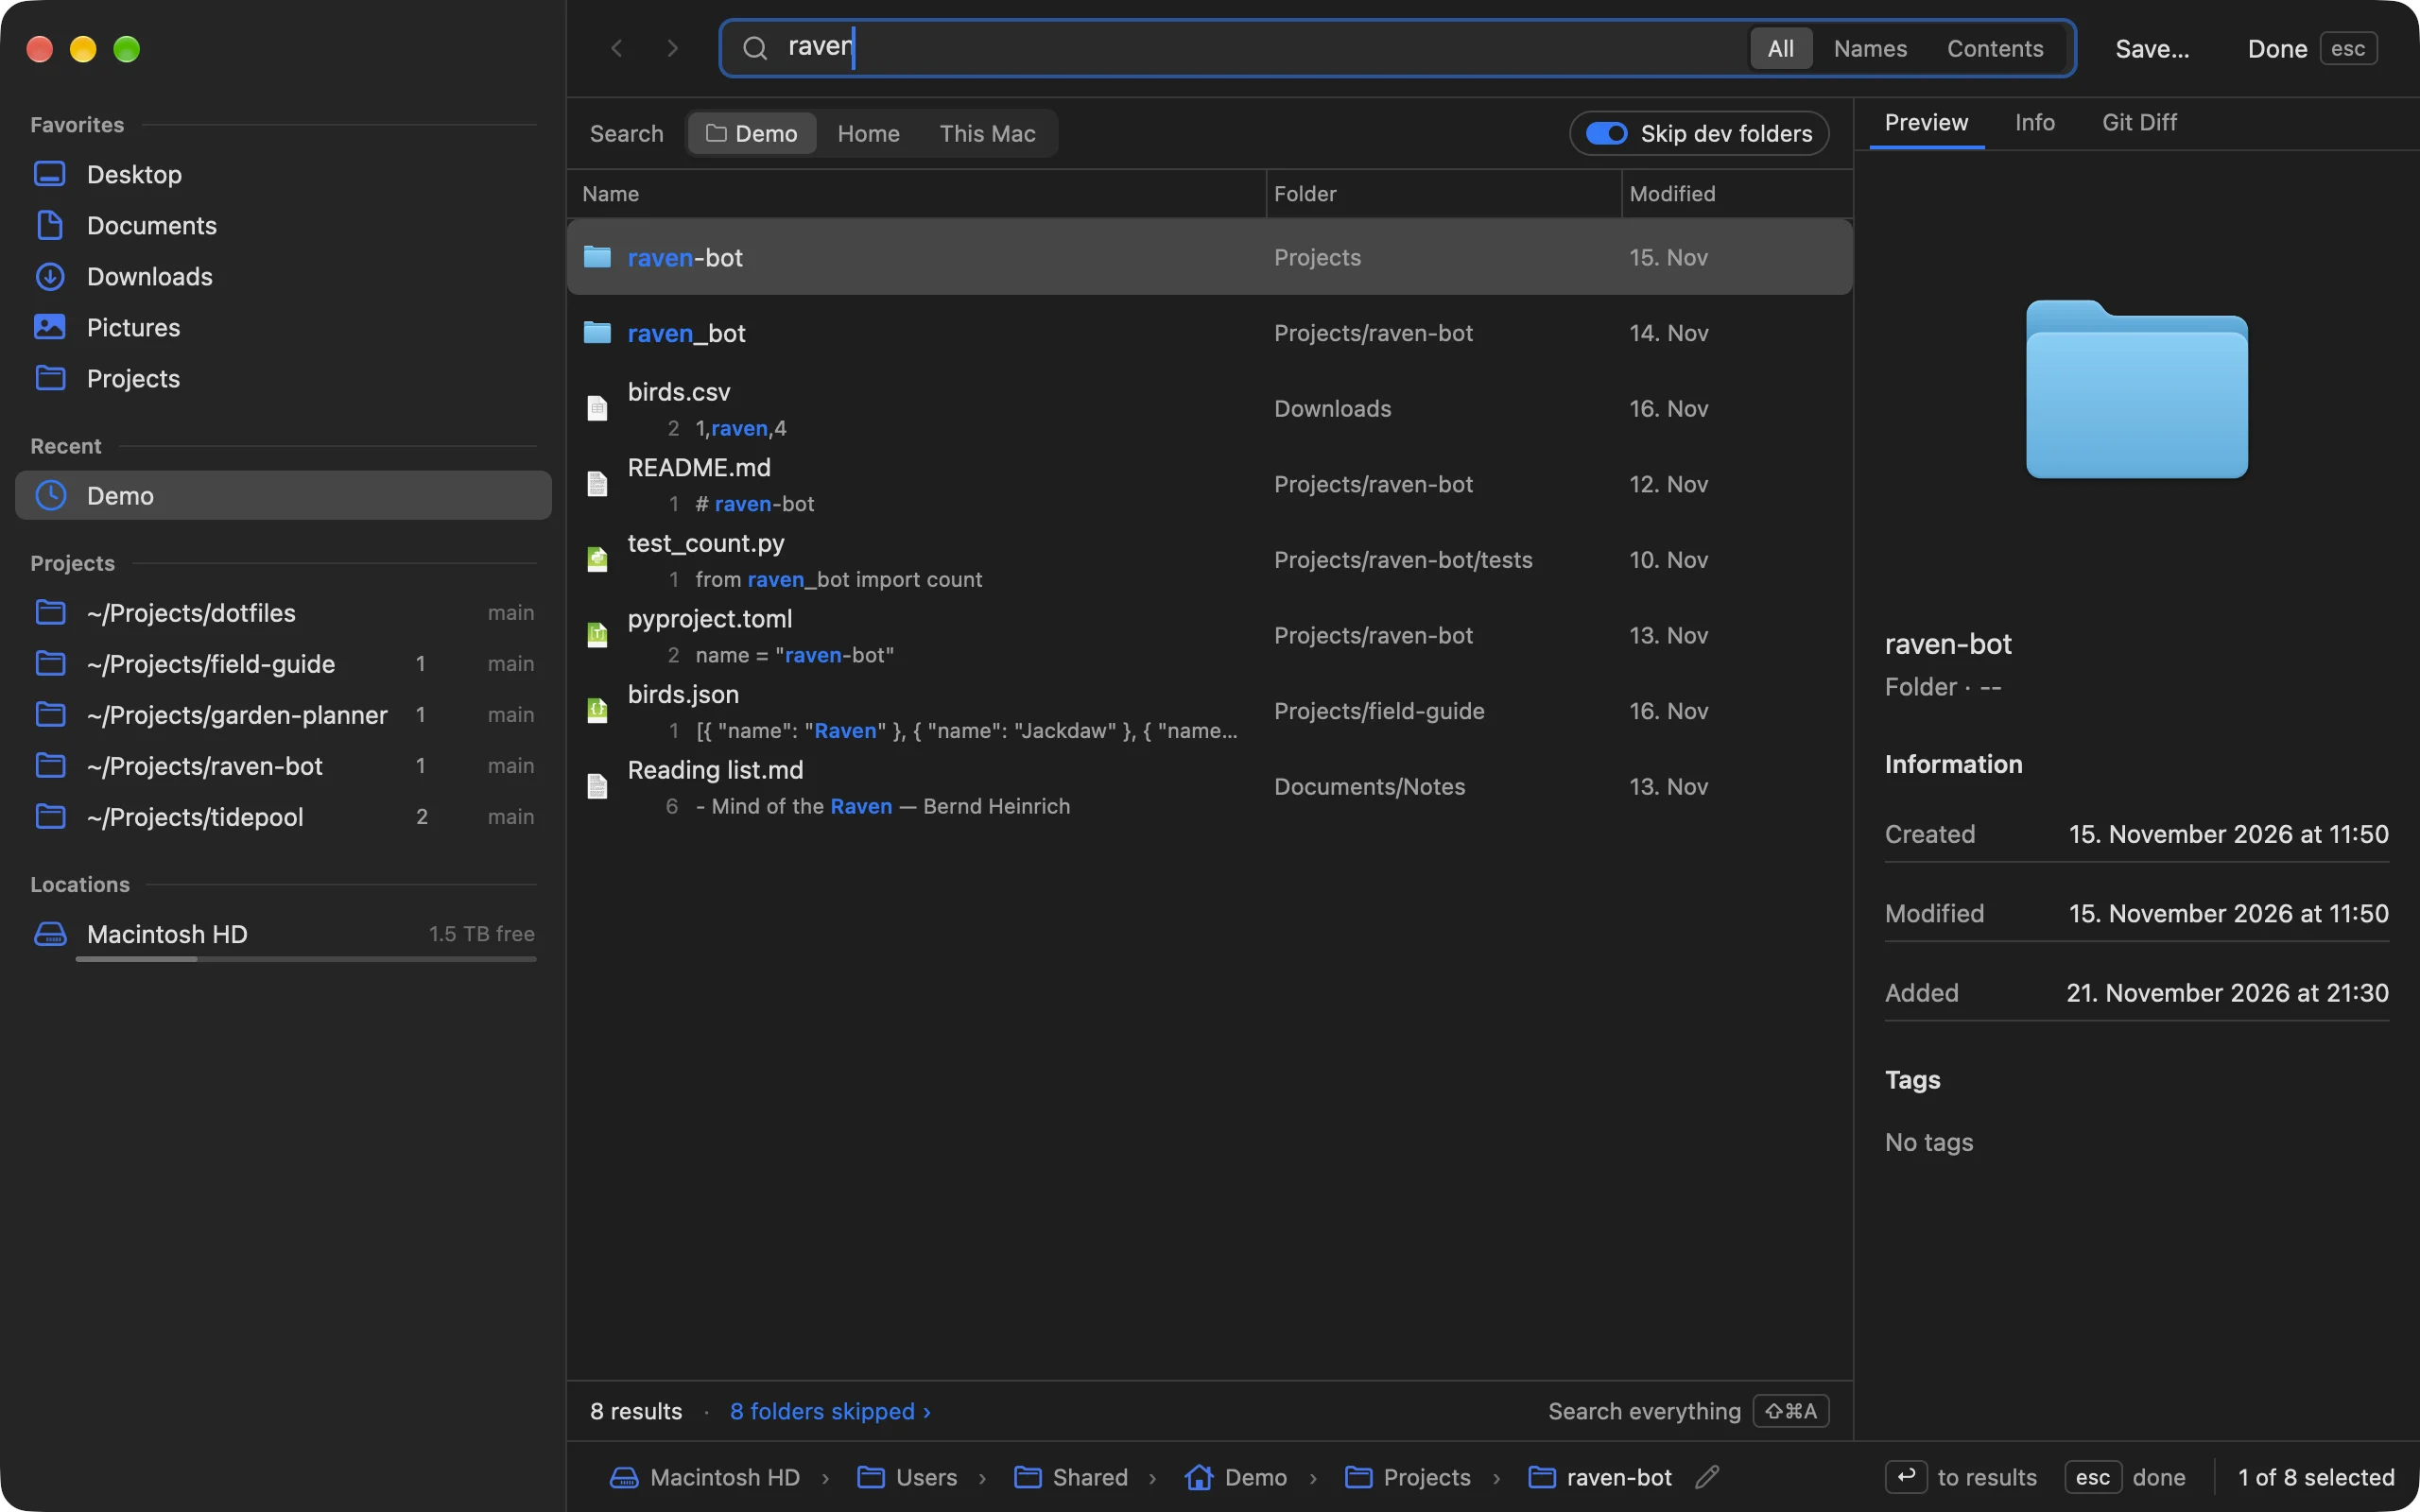 Favorites
Desktop
Documents
Downloads
Pictures
Projects
Recent
Demo
Projects
~/Projects/dotfiles main
~/Projects/field-guide 1 main
~/Projects/garden-planner 1 main
~/Projects/raven-bot 1 main
~/Projects/tidepool 2 main
Locations
Macintosh HD 1.5 TB free
raven All Names Contents Save... Done esc
Search Demo Home This Mac Skip dev folders
Name Folder Modified
raven-bot Projects 15. Nov
raven_bot Projects/raven-bot 14. Nov
birds.csv Downloads 16. Nov
2 1,raven,4
README.md Projects/raven-bot 12. Nov
1 # raven-bot
test_count.py Projects/raven-bot/tests 10. Nov
1 from raven_bot import count
pyproject.toml Projects/raven-bot 13. Nov
2 name = "raven-bot"
birds.json Projects/field-guide 16. Nov
1 [{ "name": "Raven" }, { "name": "Jackdaw" }, { "name...
Reading list.md Documents/Notes 13. Nov
6 - Mind of the Raven — Bernd Heinrich
8 results · 8 folders skipped ›
Search everything ⇧⌘A
Macintosh HD › Users › Shared › Demo › Projects › raven-bot
Preview Info Git Diff
raven-bot
Folder · --
Information
Created 15. November 2026 at 11:50
Modified 15. November 2026 at 11:50
Added 21. November 2026 at 21:30
Tags
No tags
↩ to results esc done 1 of 8 selected